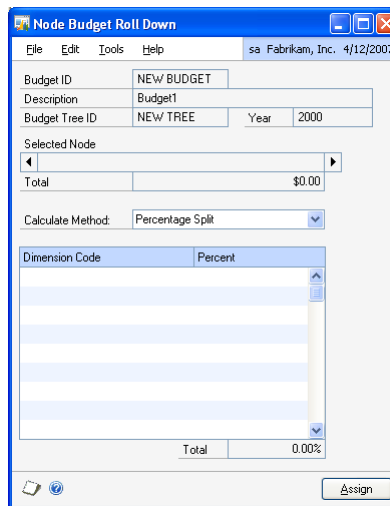 Node Budget Roll Down
File Edit Tools Help sa Fabrikam, Inc. 4/12/2007
Budget ID NEW BUDGET
Description Budget1
Budget Tree ID NEW TREE Year 2000
Selected Node
Total $0.00
Calculate Method: Percentage Split
Dimension Code Percent
Total 0.00%
Assign